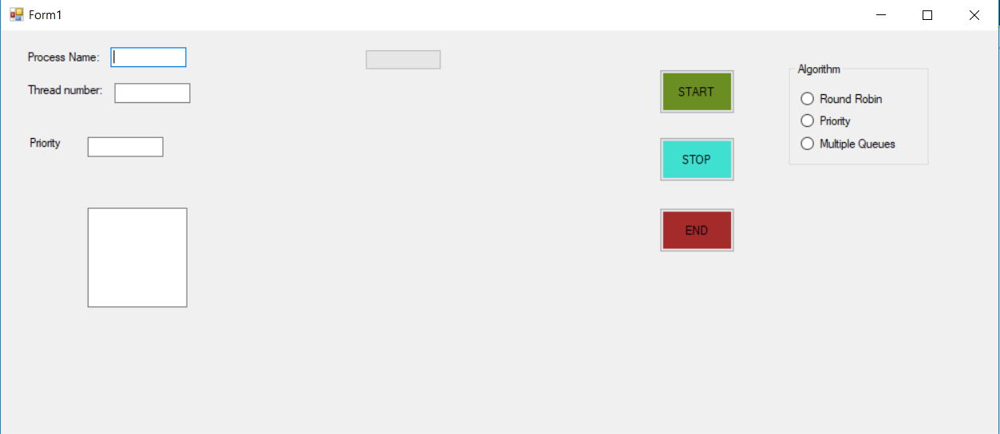 Form1
Process Name:
Thread number:
Priority
START
STOP
END
Algorithm
Round Robin
Priority
Multiple Queues